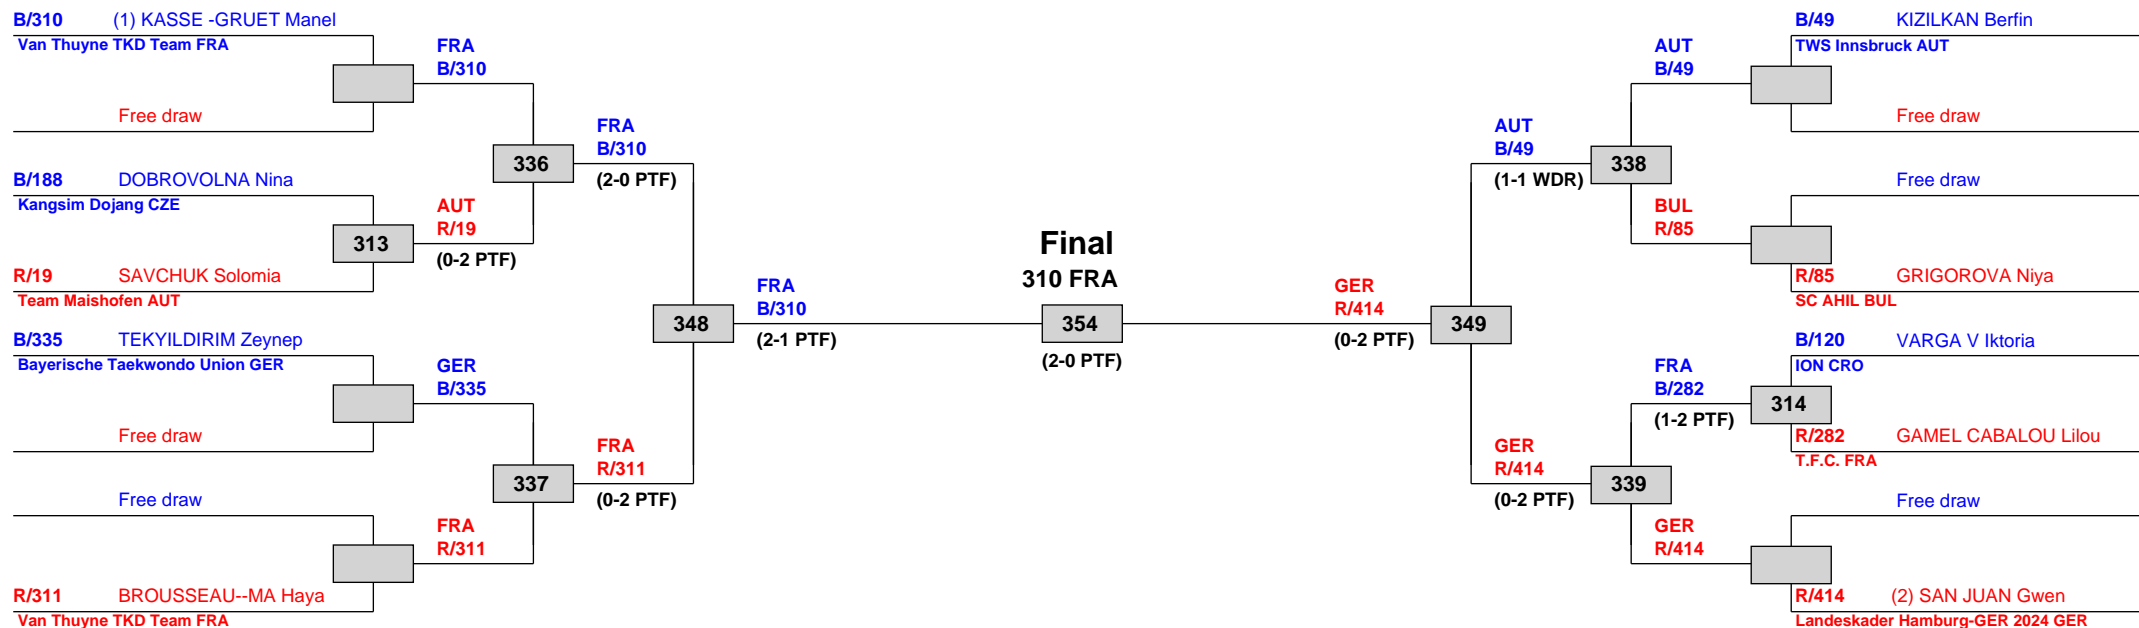 B/310 (1) KASSE -GRUET Manel
Van Thuyne TKD Team FRA
Free draw
B/188 DOBROVOLNA Nina
Kangsim Dojang CZE
R/19 SAVCHUK Solomia
Team Maishofen AUT
B/335 TEKYILDIRIM Zeynep
Bayerische Taekwondo Union GER
Free draw
Free draw
R/311 BROUSSEAU--MA Haya
Van Thuyne TKD Team FRA
FRA
B/310
313
AUT
R/19
(0-2 PTF)
GER
B/335
FRA
R/311
336
FRA
B/310
(2-0 PTF)
337
FRA
R/311
(0-2 PTF)
348
FRA
B/310
(2-1 PTF)
Final
310 FRA
354
(2-0 PTF)
GER
R/414
(0-2 PTF)
349
AUT
B/49
(1-1 WDR)
338
GER
R/414
(0-2 PTF)
339
AUT
B/49
BUL
R/85
FRA
B/282
(1-2 PTF)
314
GER
R/414
B/49 KIZILKAN Berfin
TWS Innsbruck AUT
Free draw
Free draw
R/85 GRIGOROVA Niya
SC AHIL BUL
B/120 VARGA V Iktoria
ION CRO
R/282 GAMEL CABALOU Lilou
T.F.C. FRA
Free draw
R/414 (2) SAN JUAN Gwen
Landeskader Hamburg-GER 2024 GER